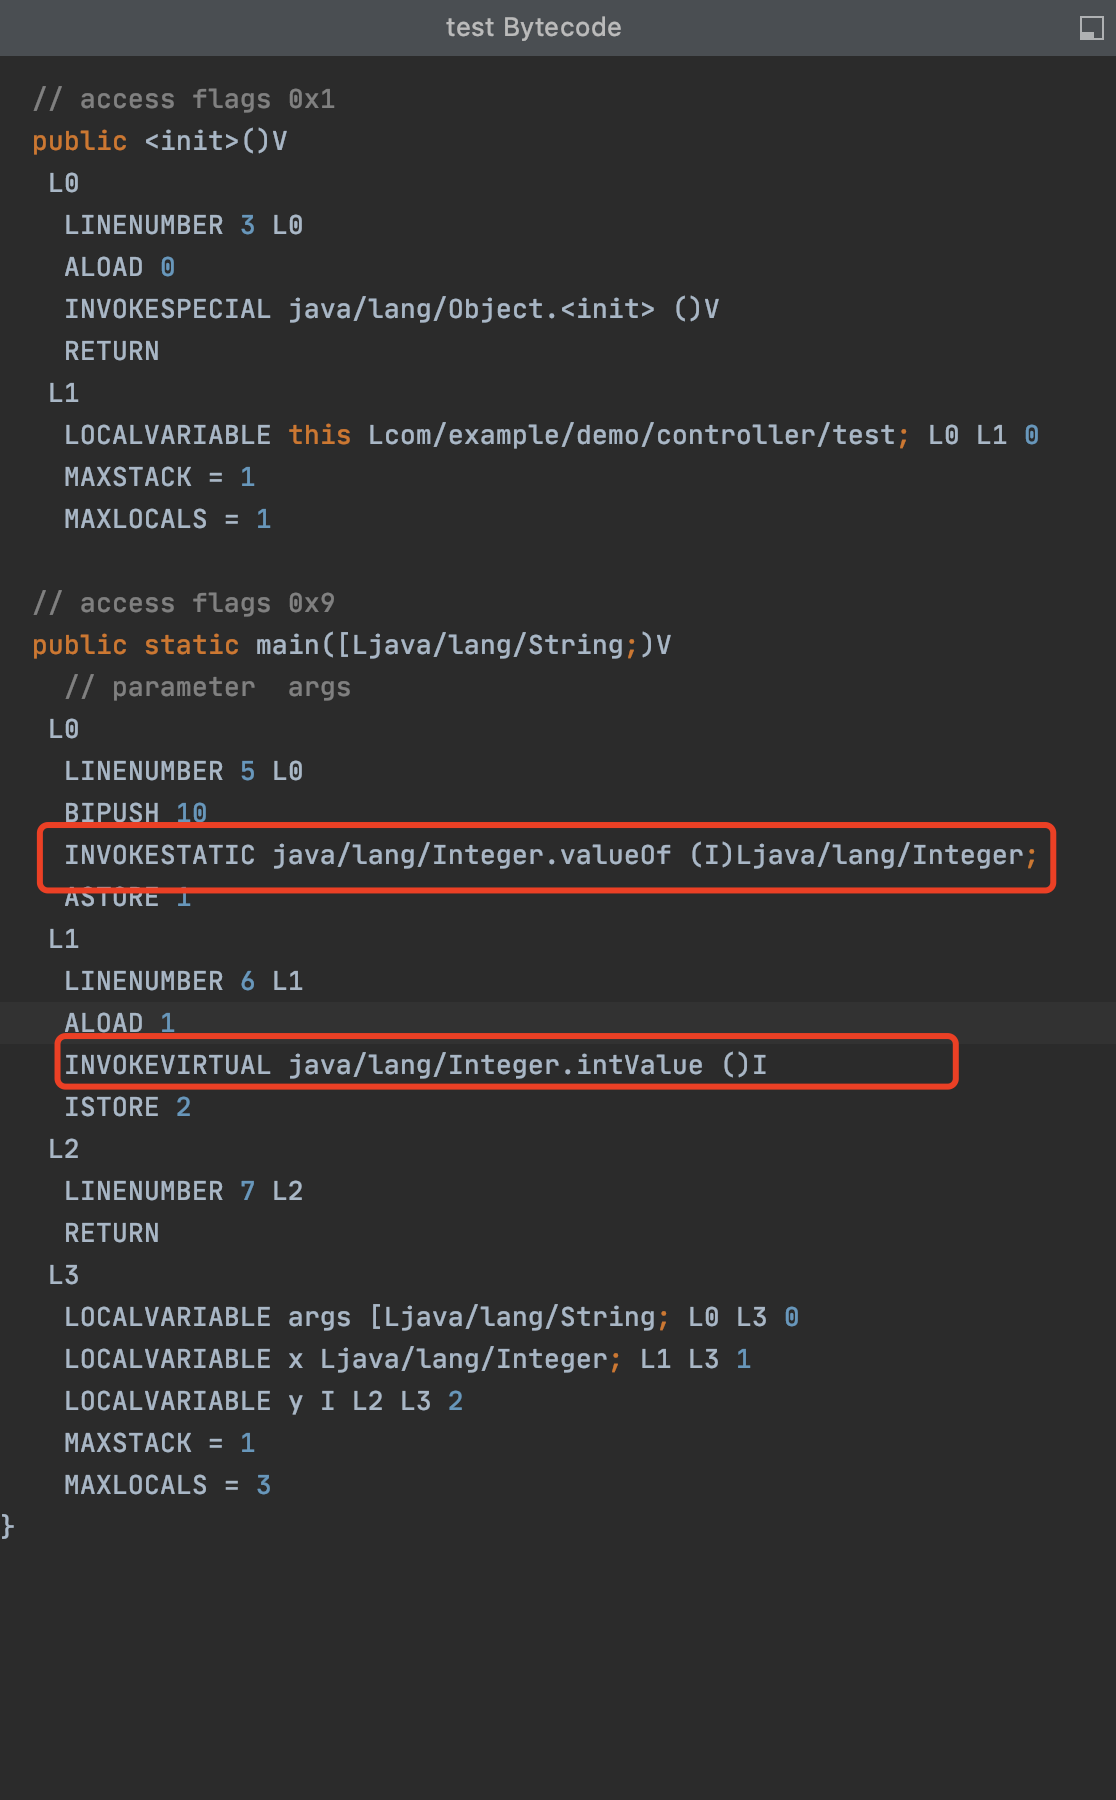 test Bytecode
// access flags 0x1
public <init>()V
L0
LINENUMBER 3 L0
ALOAD 0
INVOKESPECIAL java/lang/Object.<init> ()V
RETURN
L1
LOCALVARIABLE this Lcom/example/demo/controller/test; L0 L1 0
MAXSTACK = 1
MAXLOCALS = 1
// access flags 0x9
public static main([Ljava/lang/String;)V
// parameter  args
L0
LINENUMBER 5 L0
BIPUSH 10
INVOKESTATIC java/lang/Integer.valueOf (I)Ljava/lang/Integer;
ASTORE 1
L1
LINENUMBER 6 L1
ALOAD 1
INVOKEVIRTUAL java/lang/Integer.intValue ()I
ISTORE 2
L2
LINENUMBER 7 L2
RETURN
L3
LOCALVARIABLE args [Ljava/lang/String; L0 L3 0
LOCALVARIABLE x Ljava/lang/Integer; L1 L3 1
LOCALVARIABLE y I L2 L3 2
MAXSTACK = 1
MAXLOCALS = 3
}